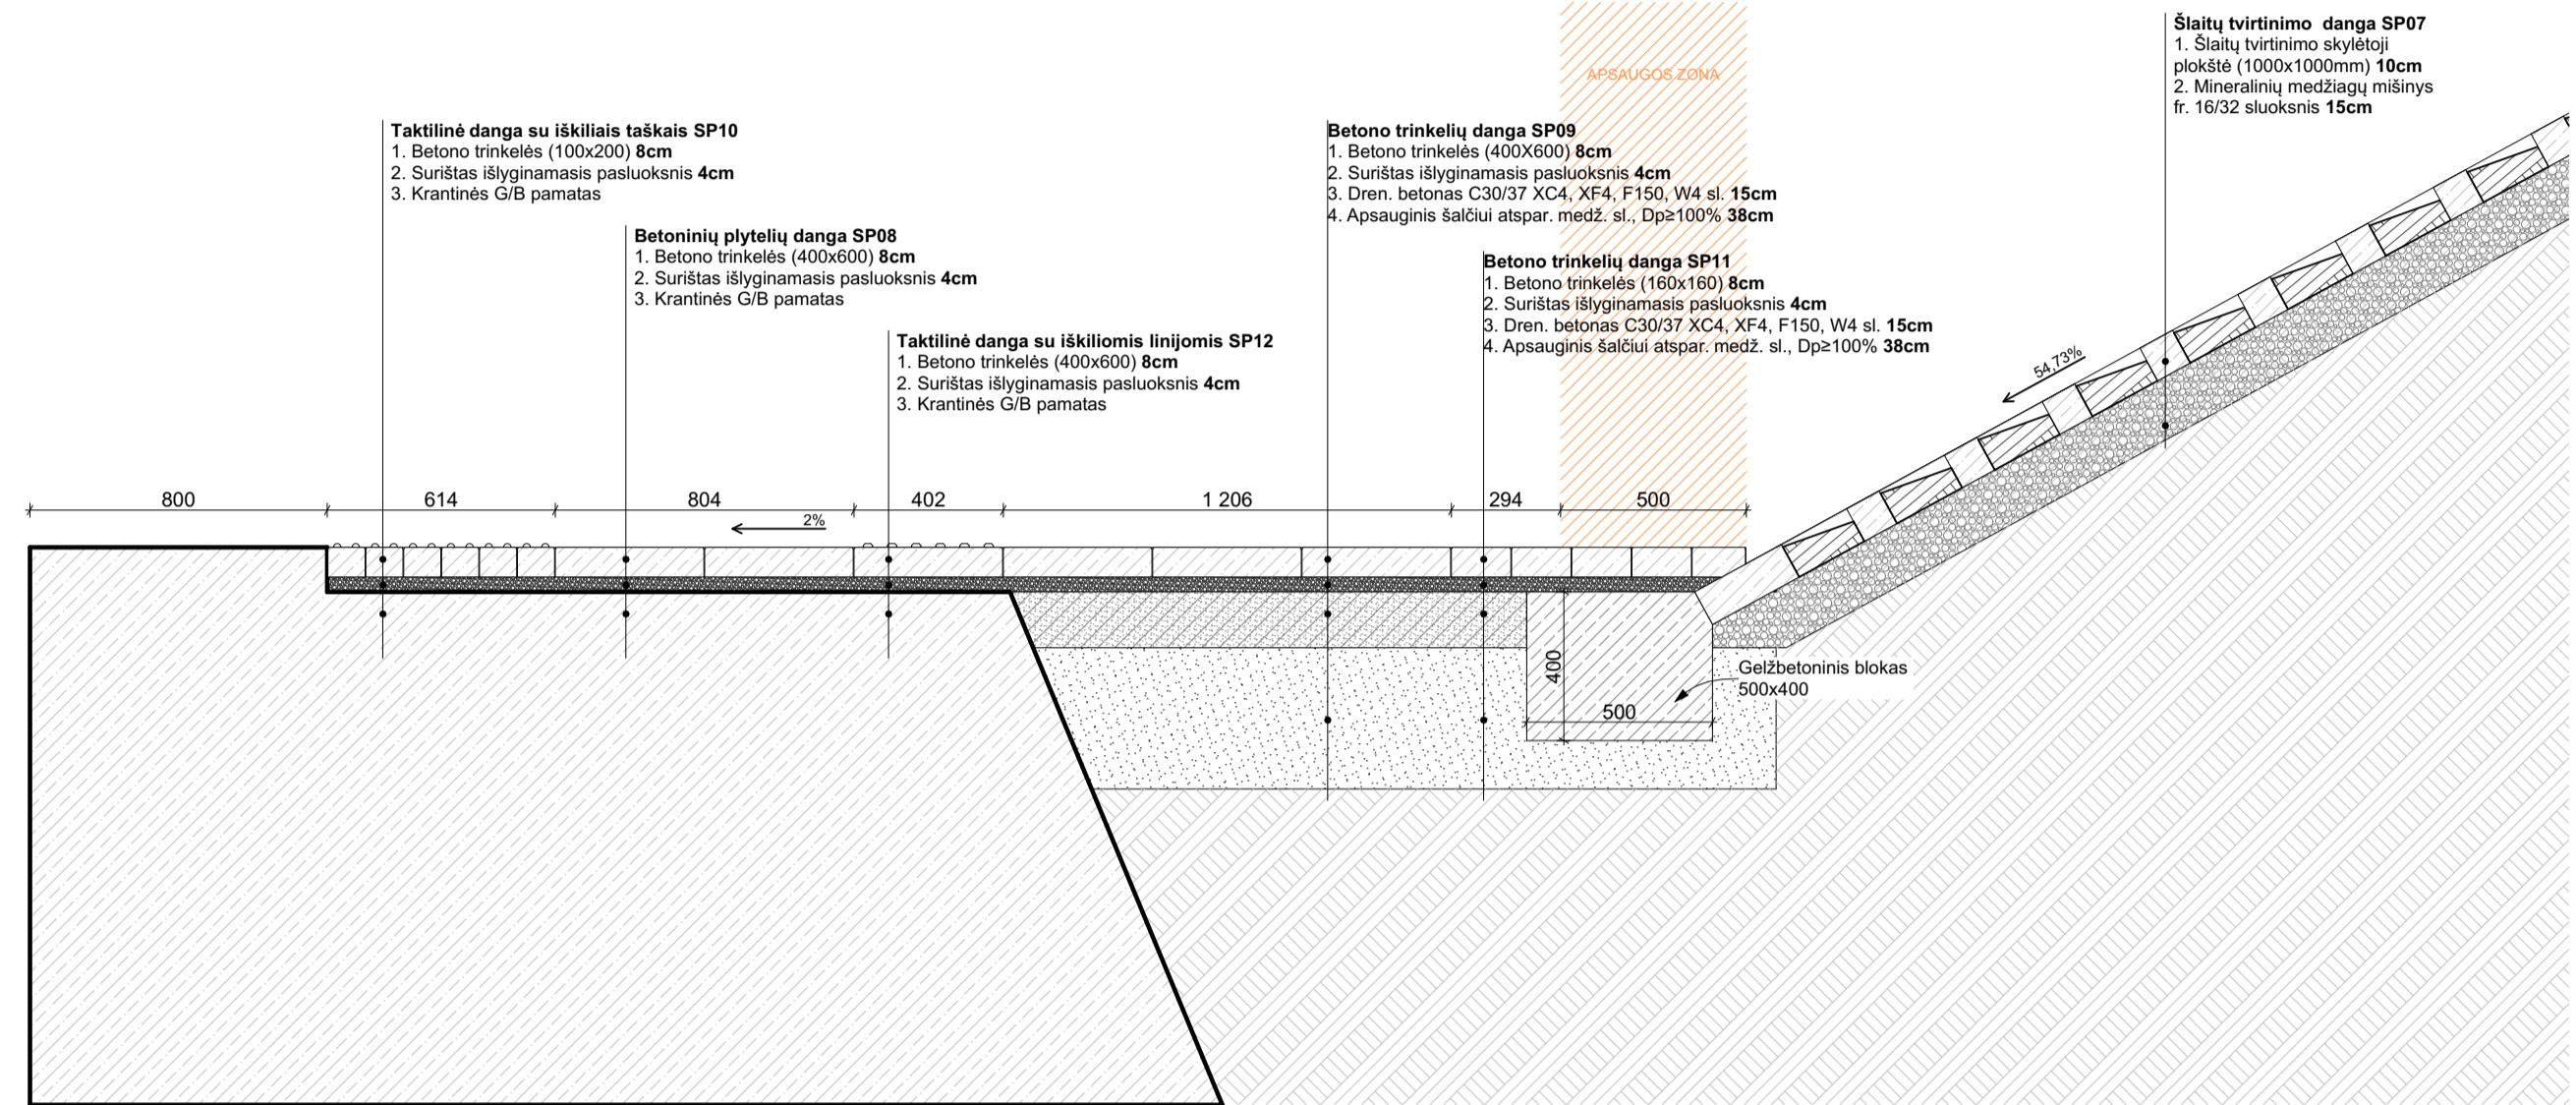 APSAUGOS ZONA
Šlaitų tvirtinimo danga SP07
1. Šlaitų tvirtinimo skylėtoji
plokštė (1000x1000mm) 10cm
2. Mineralinių medžiagų mišinys
fr. 16/32 sluoksnis 15cm
Taktilinė danga su iškiliais taškais SP10
1. Betono trinkelės (100x200) 8cm
2. Surištas išlyginamasis pasluoksnis 4cm
3. Krantinės G/B pamatas
Betoninių plytelių danga SP08
1. Betono trinkelės (400x600) 8cm
2. Surištas išlyginamasis pasluoksnis 4cm
3. Krantinės G/B pamatas
Taktilinė danga su iškiliomis linijomis SP12
1. Betono trinkelės (400x600) 8cm
2. Surištas išlyginamasis pasluoksnis 4cm
3. Krantinės G/B pamatas
Betono trinkelių danga SP09
1. Betono trinkelės (400X600) 8cm
2. Surištas išlyginamasis pasluoksnis 4cm
3. Dren. betonas C30/37 XC4, XF4, F150, W4 sl. 15cm
4. Apsauginis šalčiui atspar. medž. sl., Dp≥100% 38cm
Betono trinkelių danga SP11
1. Betono trinkelės (160x160) 8cm
2. Surištas išlyginamasis pasluoksnis 4cm
3. Dren. betonas C30/37 XC4, XF4, F150, W4 sl. 15cm
4. Apsauginis šalčiui atspar. medž. sl., Dp≥100% 38cm
54,73%
800
614
804
402
1 206
294
500
2%
400
500
Gelžbetoninis blokas
500x400